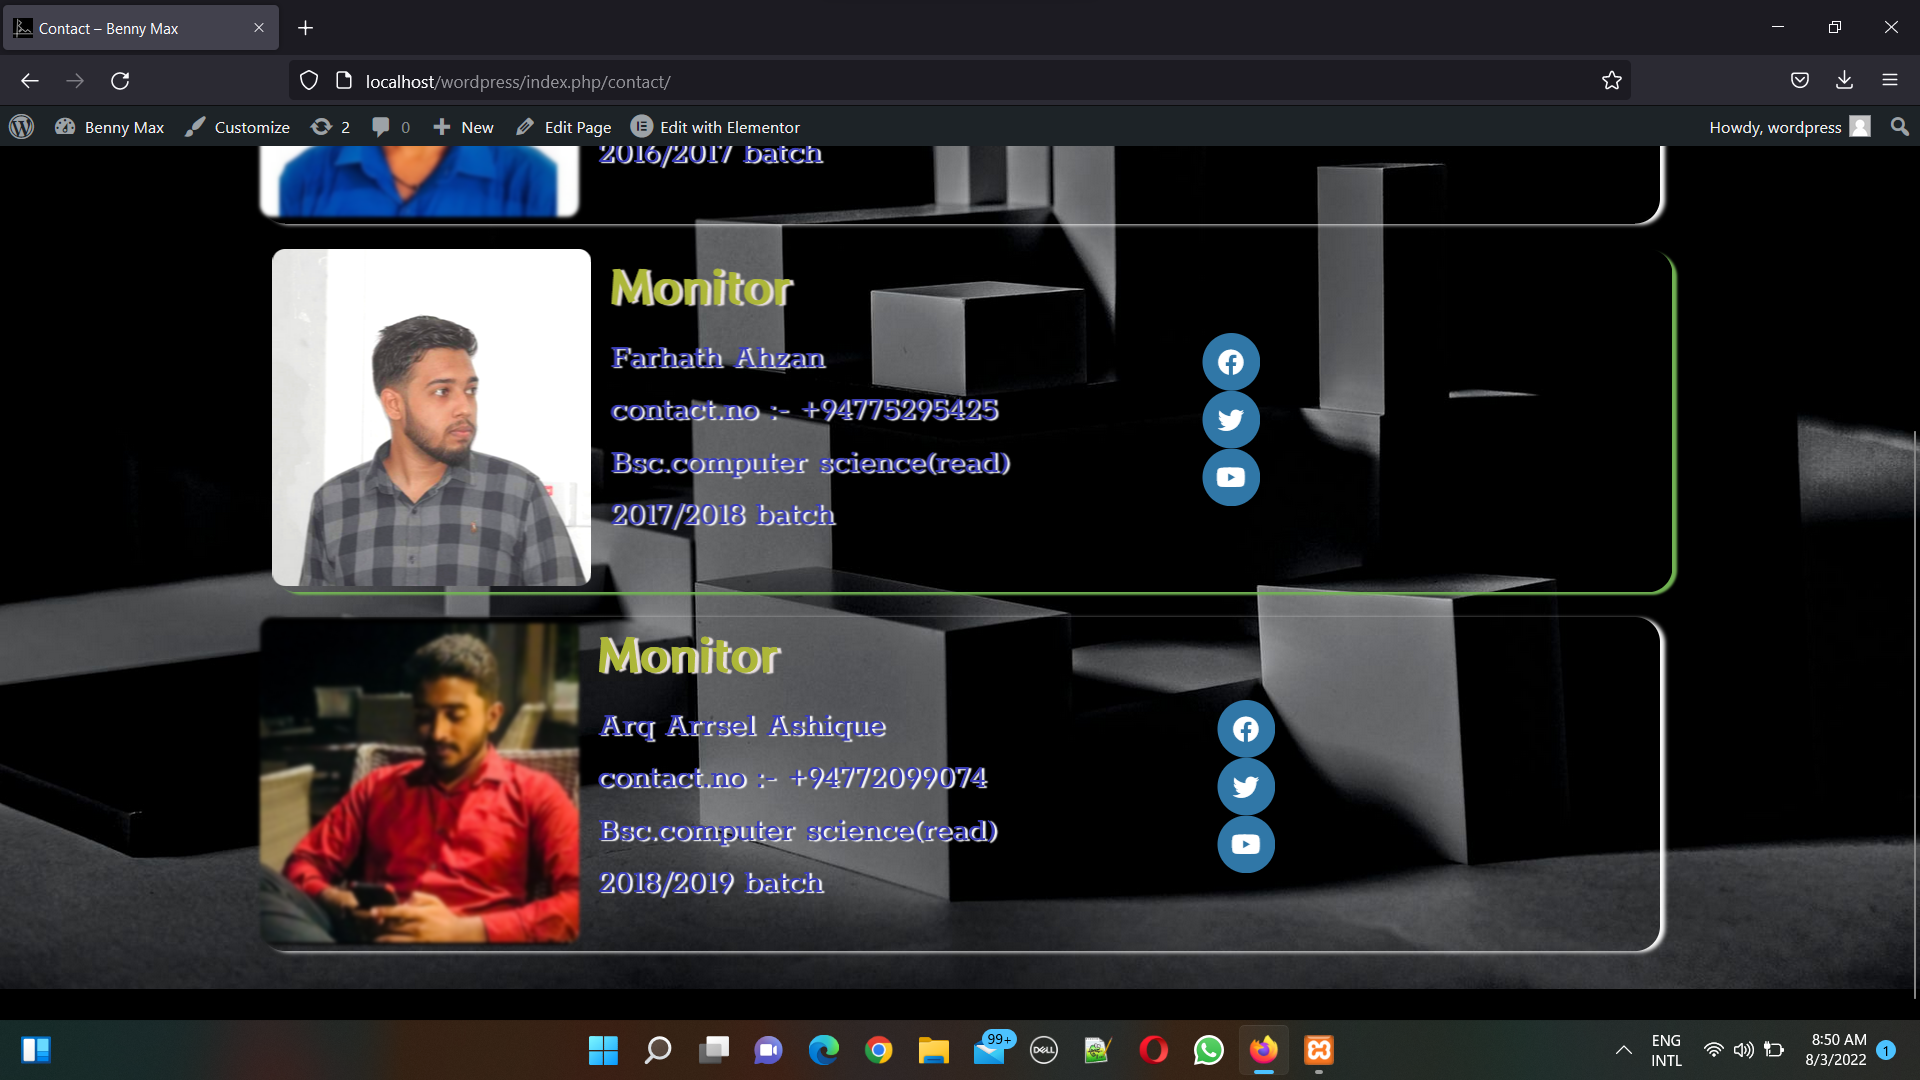 Contact – Benny Max
localhost/wordpress/index.php/contact/
Benny Max Customize 2 0 New Edit Page Edit with Elementor Howdy, wordpress
2016/2017 batch
Monitor
Farhath Ahzan
contact.no :- +94775295425
Bsc.computer science(read)
2017/2018 batch
Monitor
Arq Arrsel Ashique
contact.no :- +94772099074
Bsc.computer science(read)
2018/2019 batch
99+
DELL
ENG
INTL
8:50 AM
8/3/2022
1